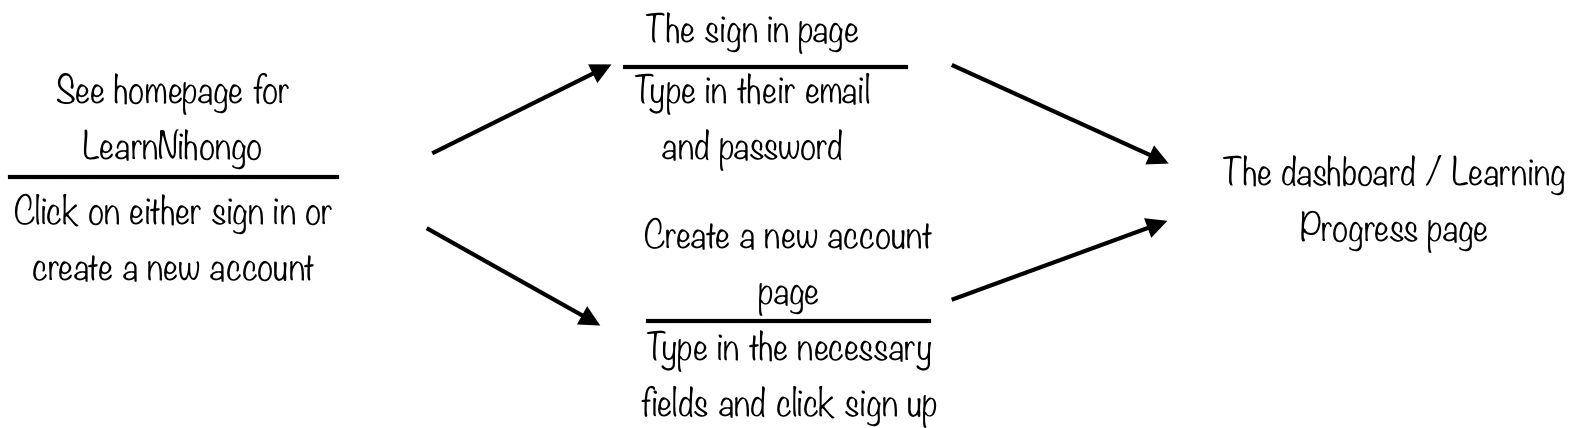 See homepage for
LearnNihongo
Click on either sign in or
create a new account
The sign in page
Type in their email
and password
Create a new account
page
Type in the necessary
fields and click sign up
The dashboard / Learning
Progress page